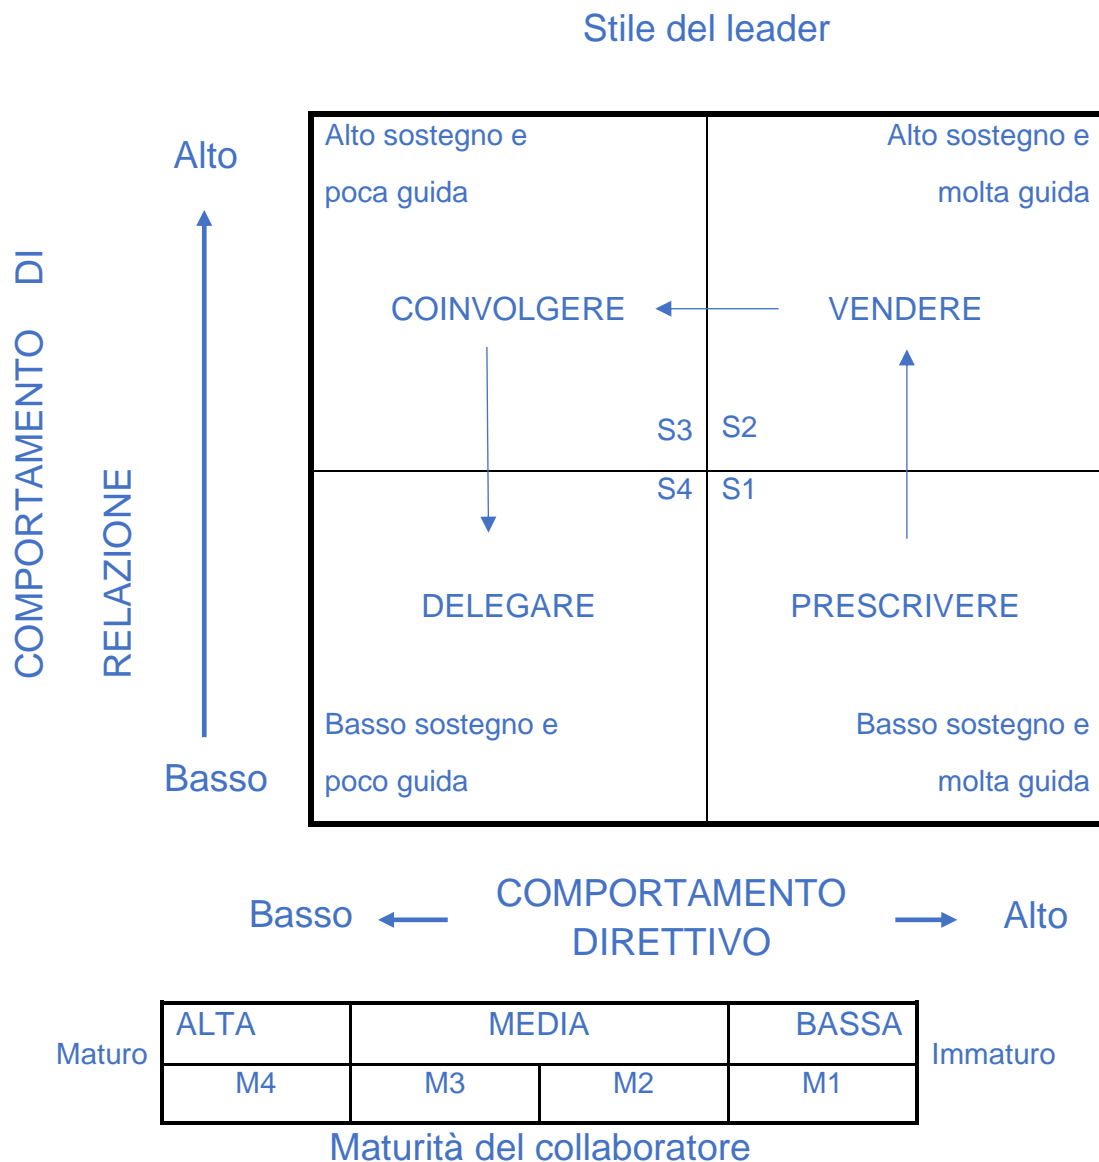 Stile del leader
Alto
COMPORTAMENTO DI
RELAZIONE
Basso
Alto sostegno e
poca guida
COINVOLGERE
S3
Alto sostegno e
molta guida
VENDERE
S2
S4
DELEGARE
Basso sostegno e
poco guida
S1
PRESCRIVERE
Basso sostegno e
molta guida
Basso
COMPORTAMENTO
DIRETTIVO
Alto
Maturo
ALTA
MEDIA
BASSA
Immaturo
M4
M3
M2
M1
Maturità del collaboratore